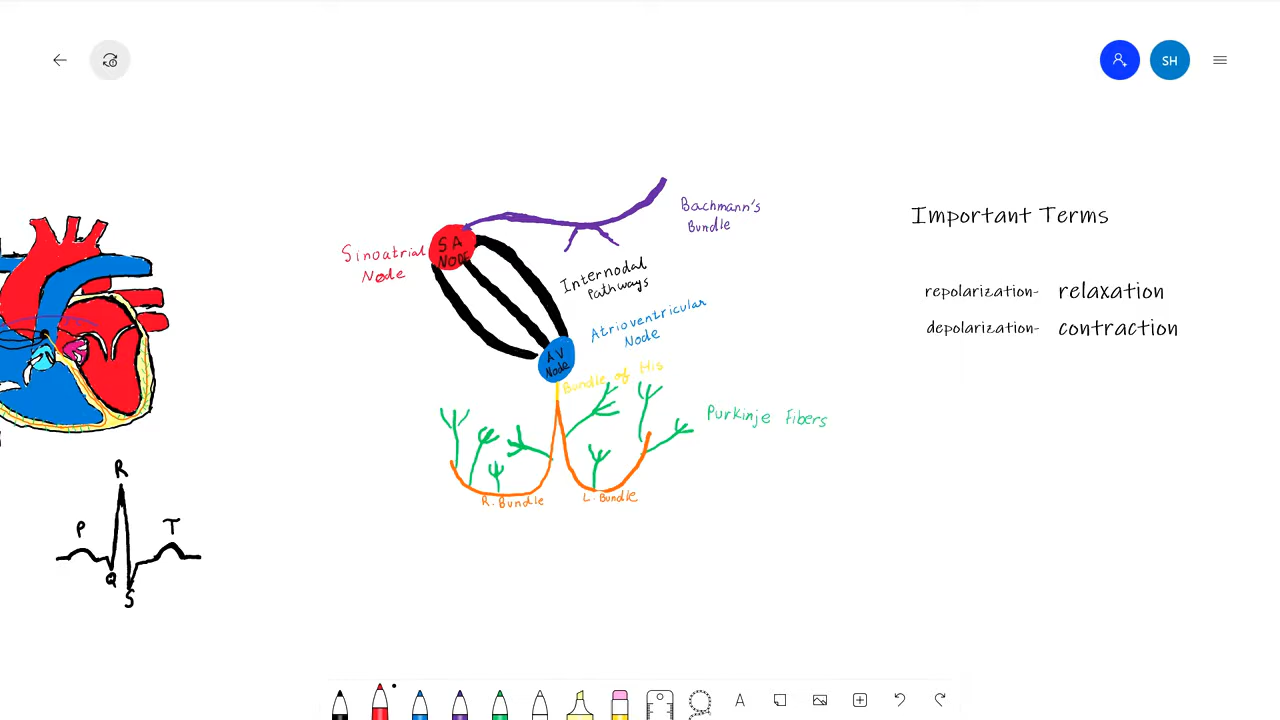 SH
Bachmann's
Bundle
Important Terms
Sinoatrial
Node
SA
NODE
Internodal
Pathways
repolarization- relaxation
depolarization- contraction
Atrioventricular
Node
AV
Node
Bundle of His
Purkinje Fibers
R. Bundle
L. Bundle
R
P
T
Q
S
A